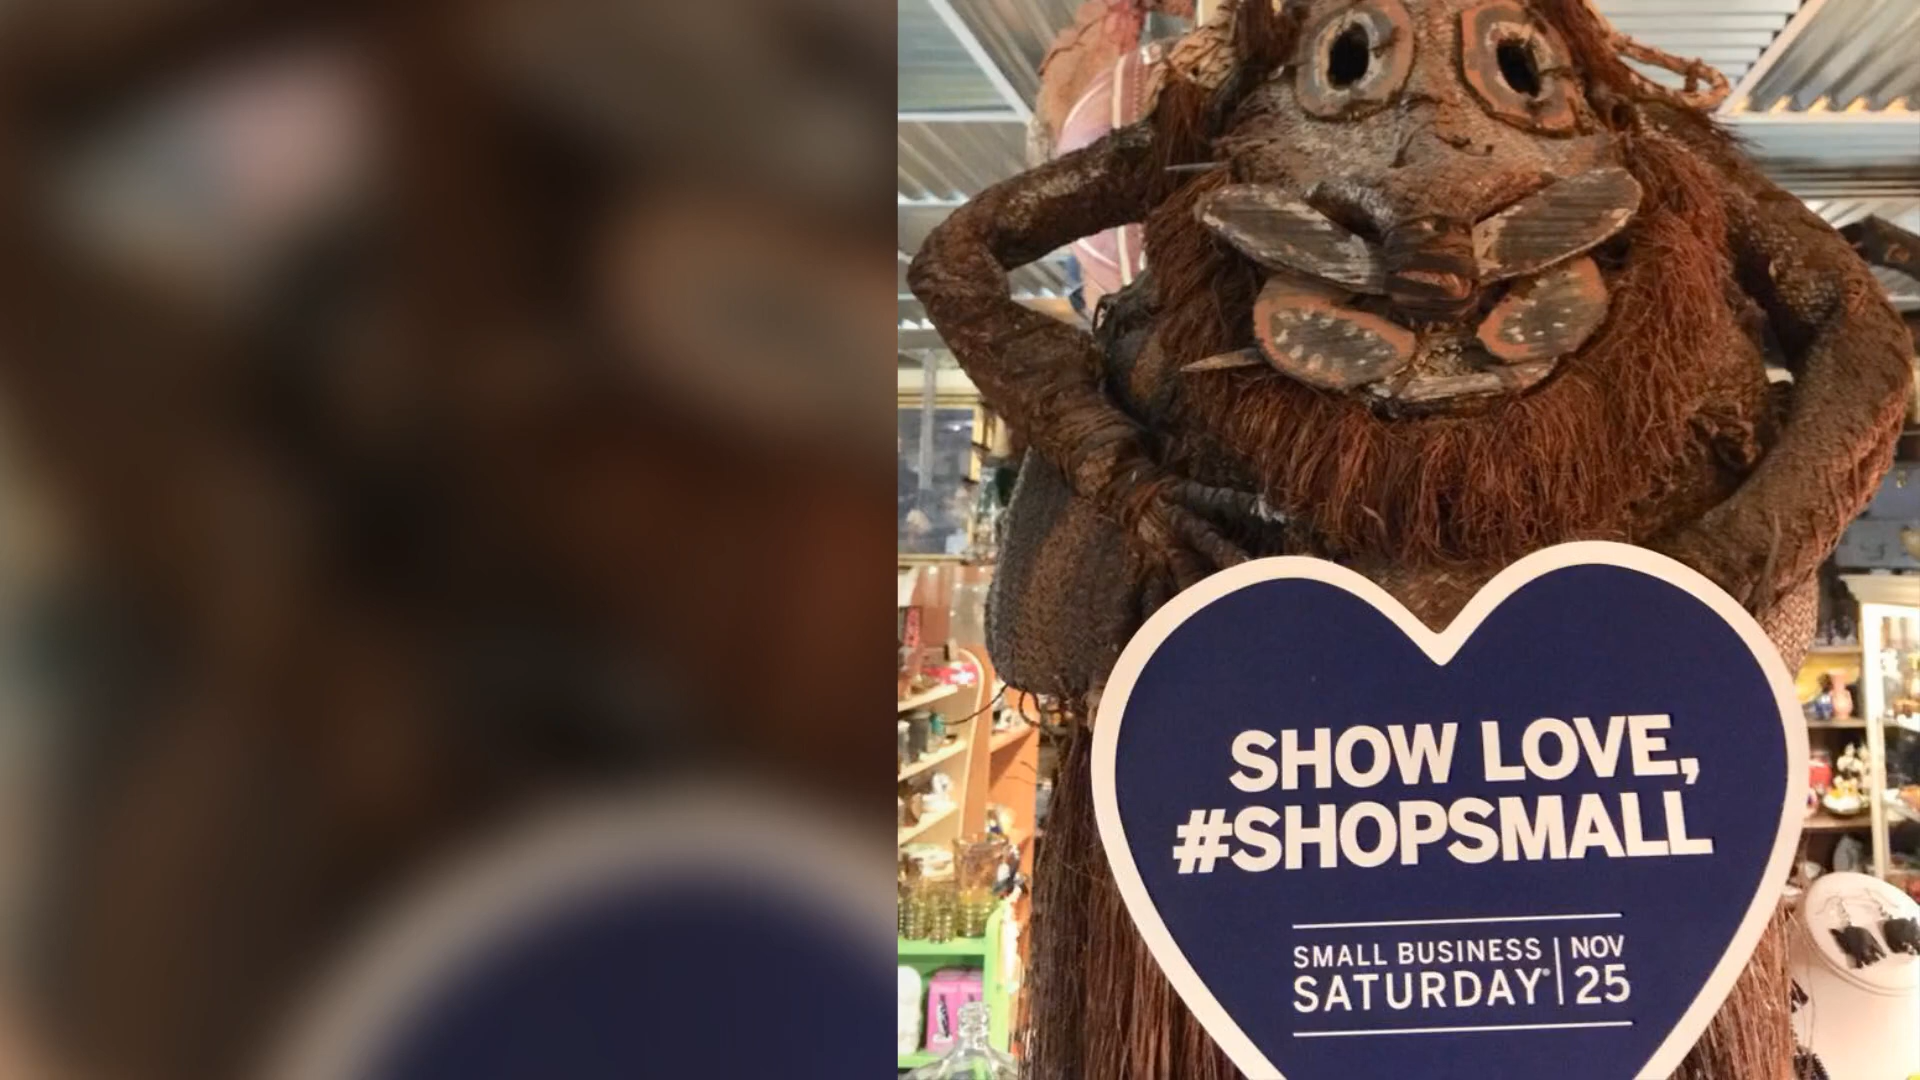 SHOW LOVE,
#SHOPSMALL
SMALL BUSINESS
SATURDAY®
NOV
25